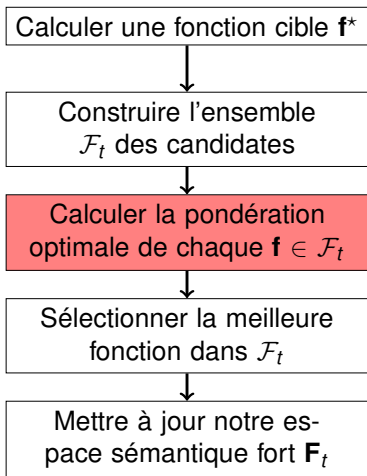 Calculer une fonction cible f⋆
Construire l'ensemble
ℱt des candidates
Calculer la pondération
optimale de chaque f ∈ ℱt
Sélectionner la meilleure
fonction dans ℱt
Mettre à jour notre es-
pace sémantique fort Ft